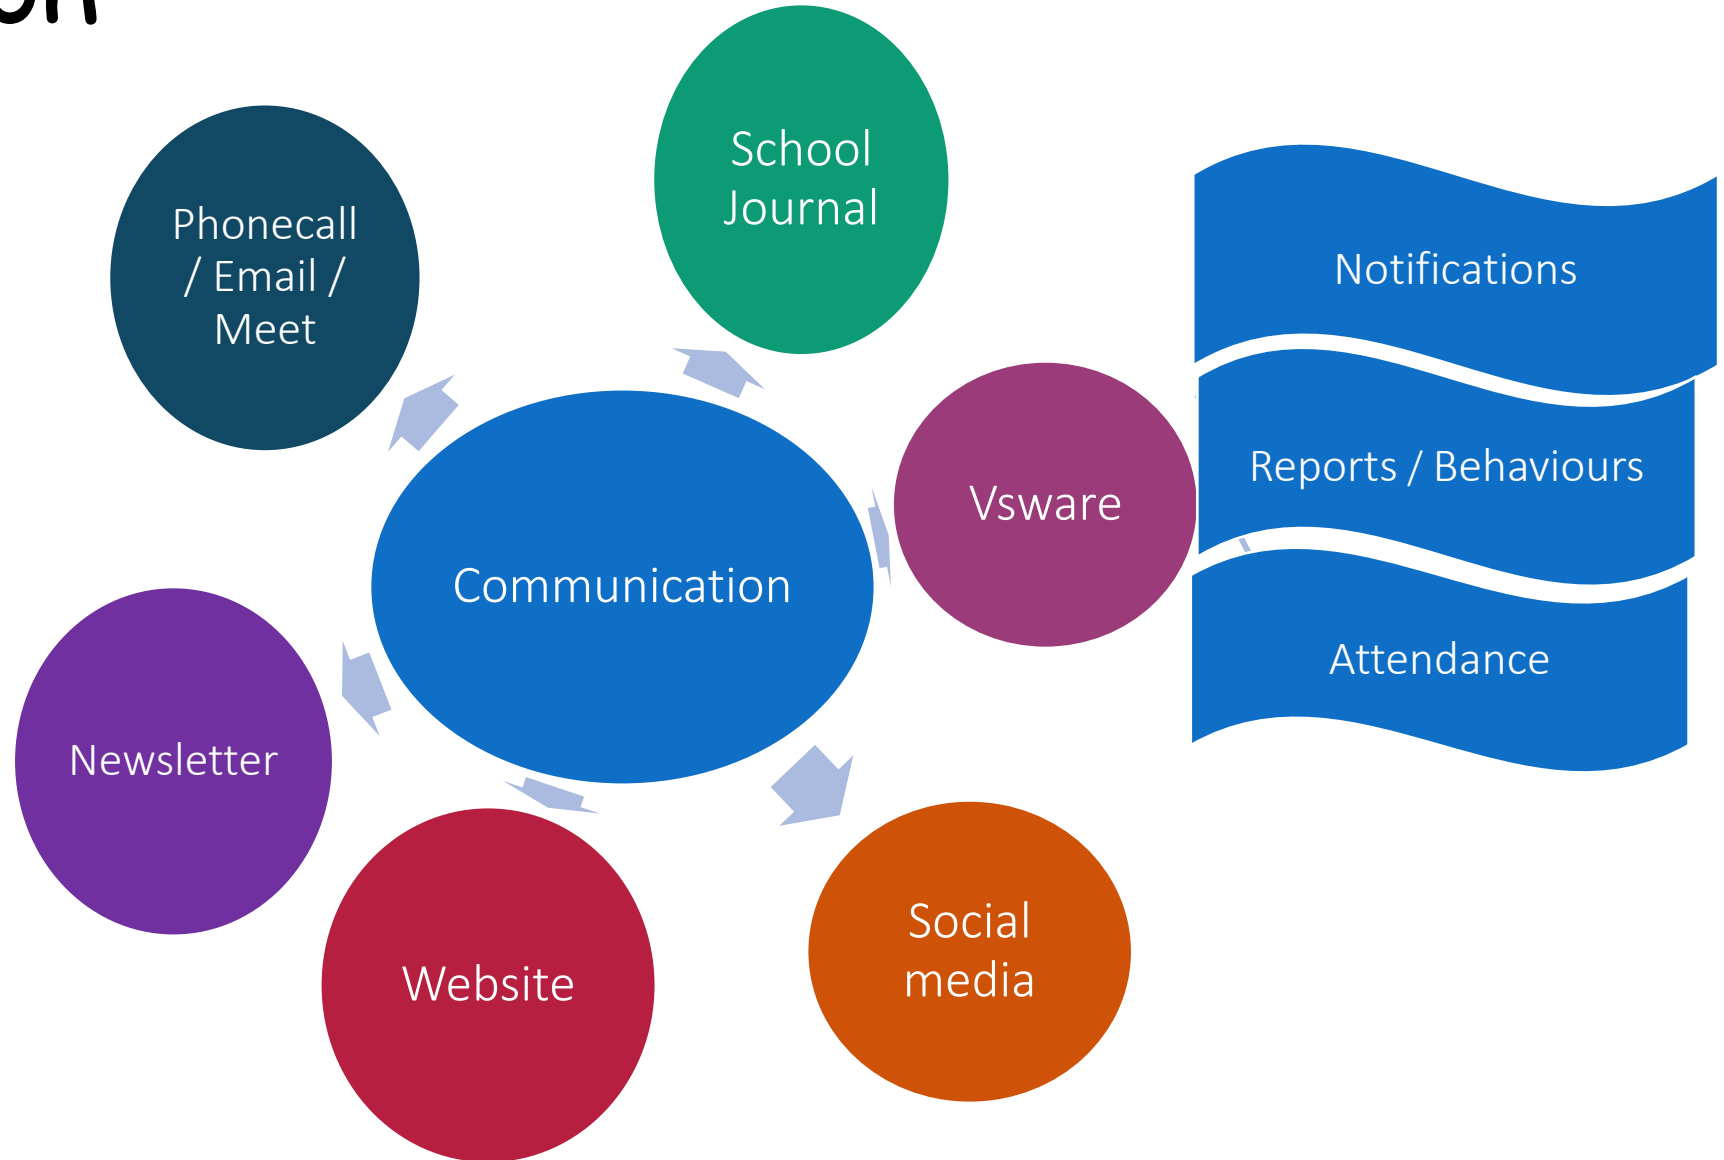 School
Journal
Phonecall
/ Email /
Meet
Notifications
Reports / Behaviours
Vsware
Communication
Attendance
Newsletter
Social
media
Website